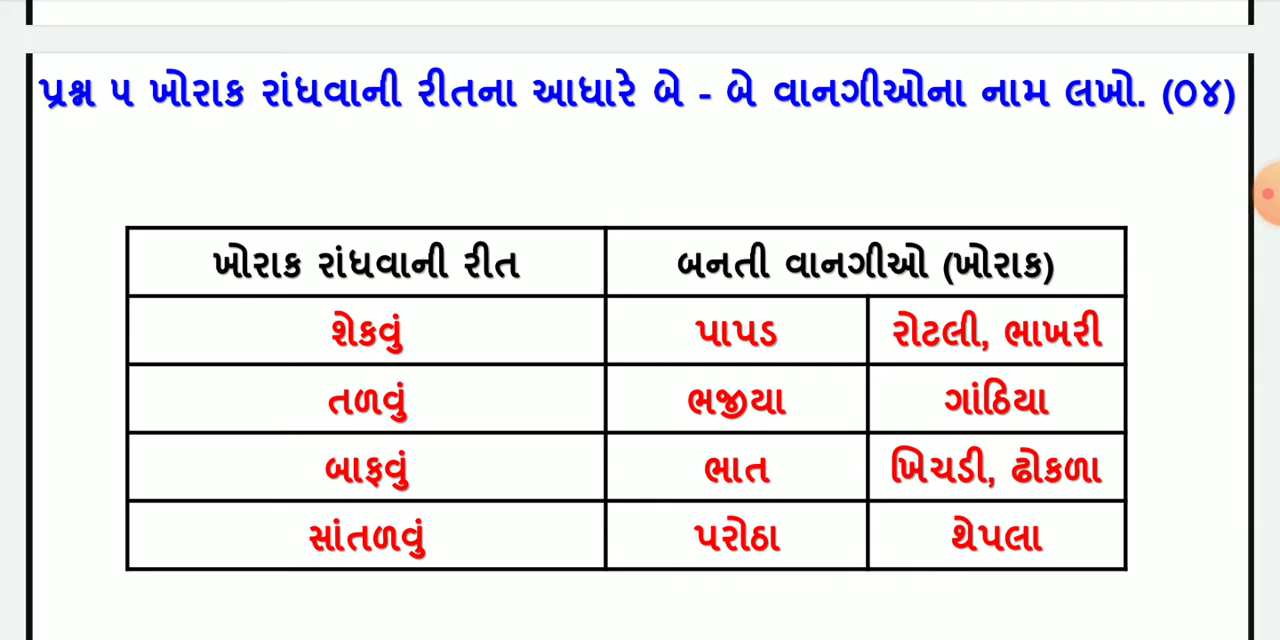 પ્રશ્ન ૫ ખોરાક રાંધવાની રીતના આધારે બે - બે વાનગીઓના નામ લખો. (૦૪)
ખોરાક રાંધવાની રીત બનતી વાનગીઓ (ખોરાક)
શેકવું પાપડ રોટલી, ભાખરી
તળવું ભજીયા ગાંઠિયા
બાફવું ભાત ખિચડી, ઢોકળા
સાંતળવું પરોઠા થેપલા